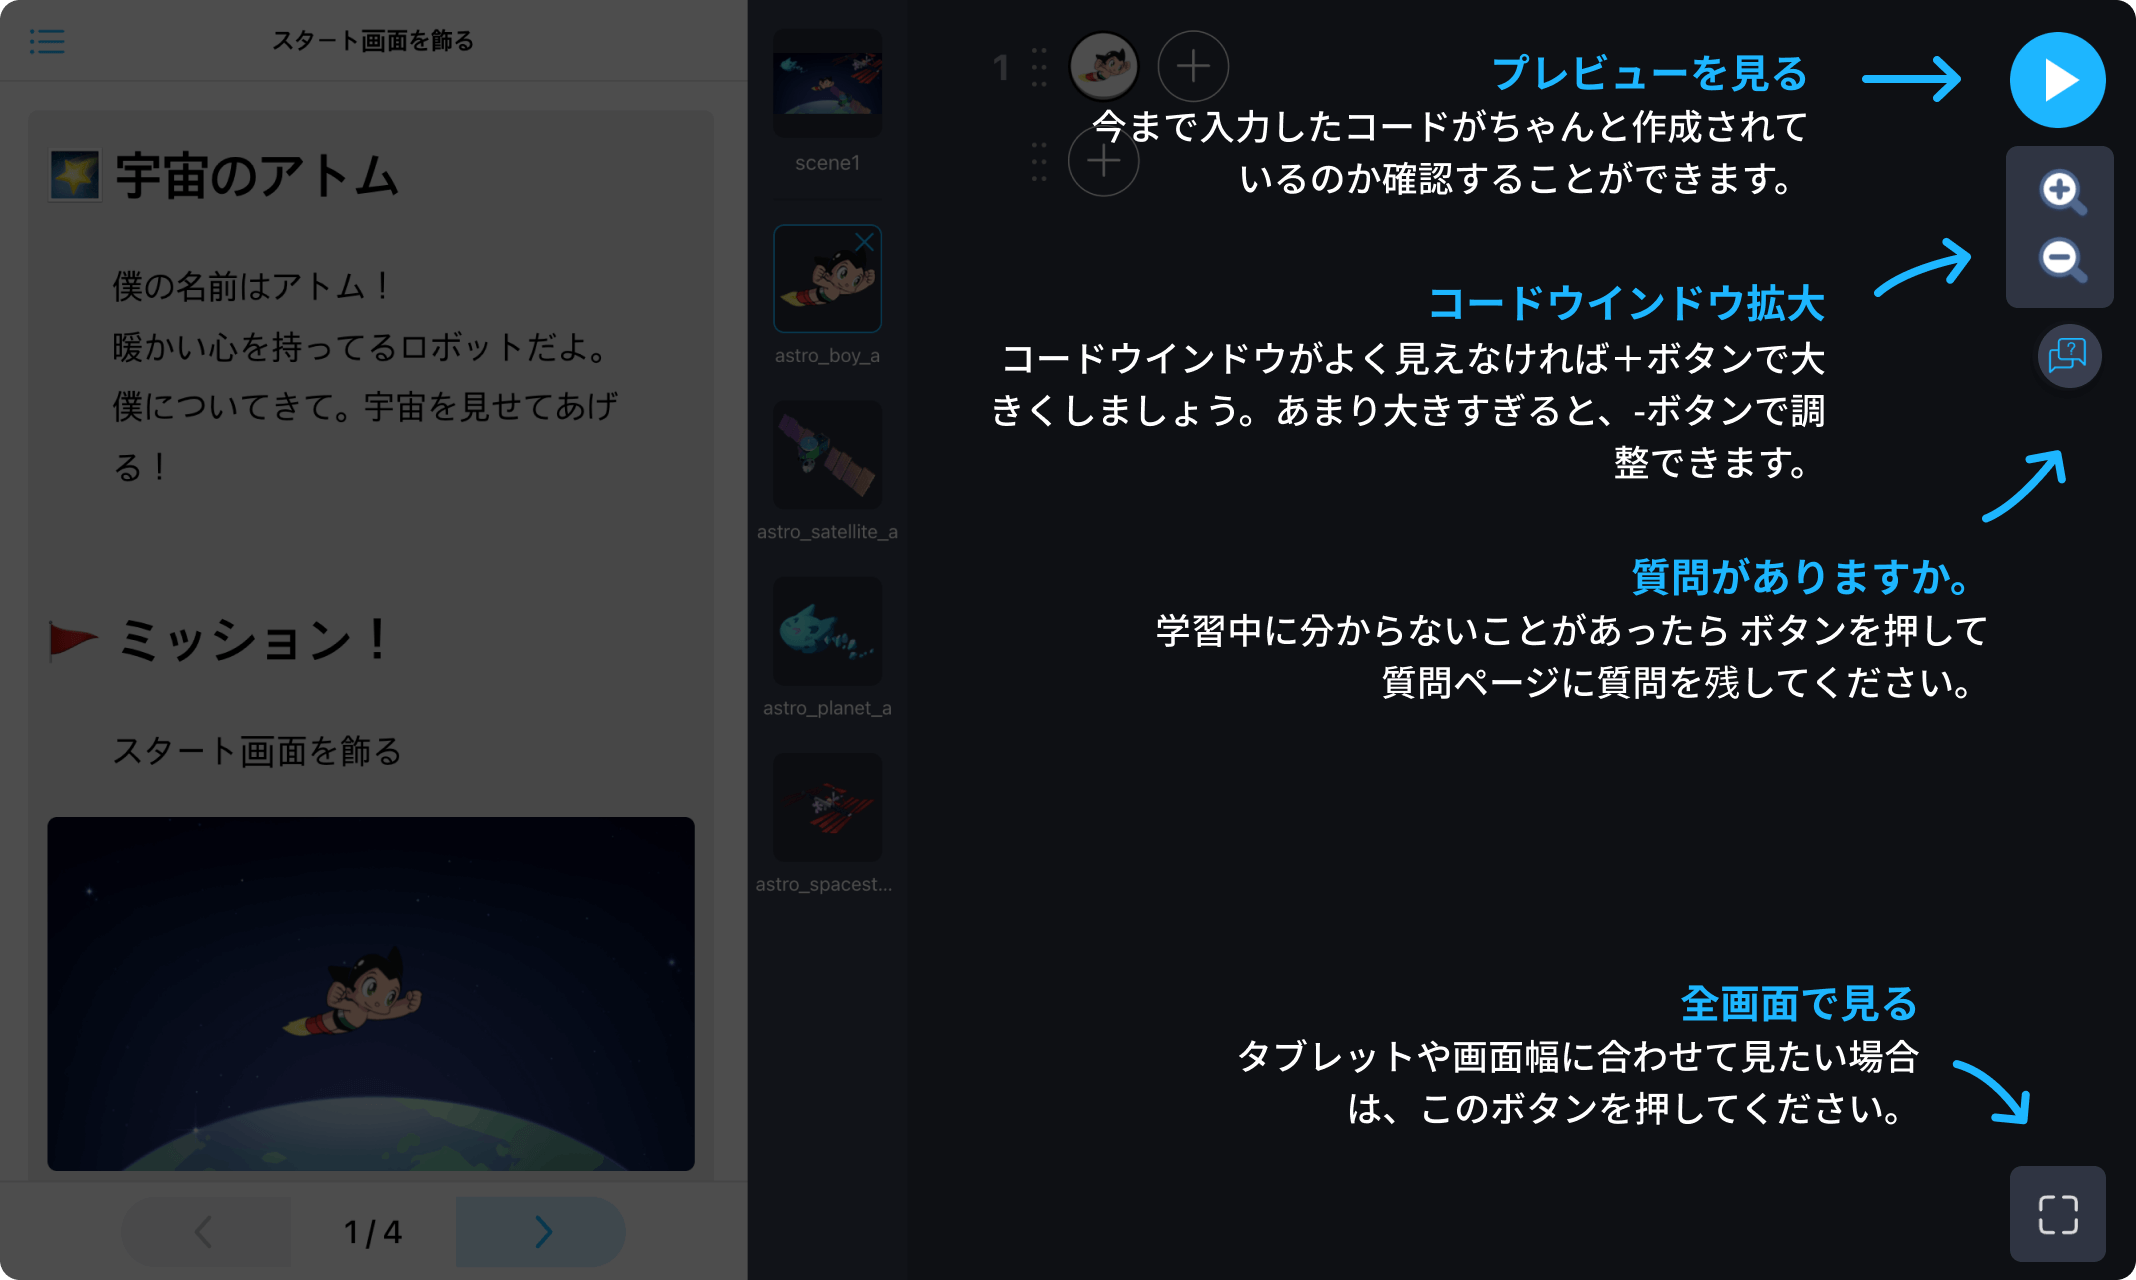 スタート画面を飾る
宇宙のアトム
僕の名前はアトム！
暖かい心を持ってるロボットだよ。
僕についてきて。宇宙を見せてあげ
る！
ミッション！
スタート画面を飾る
1 / 4
scene1
astro_boy_a
astro_satellite_a
astro_planet_a
astro_spacest...
1
プレビューを見る
今まで入力したコードがちゃんと作成されて
いるのか確認することができます。
コードウインドウ拡大
コードウインドウがよく見えなければ＋ボタンで大
きくしましょう。あまり大きすぎると、-ボタンで調
整できます。
質問がありますか。
学習中に分からないことがあったら ボタンを押して
質問ページに質問を残してください。
全画面で見る
タブレットや画面幅に合わせて見たい場合
は、このボタンを押してください。